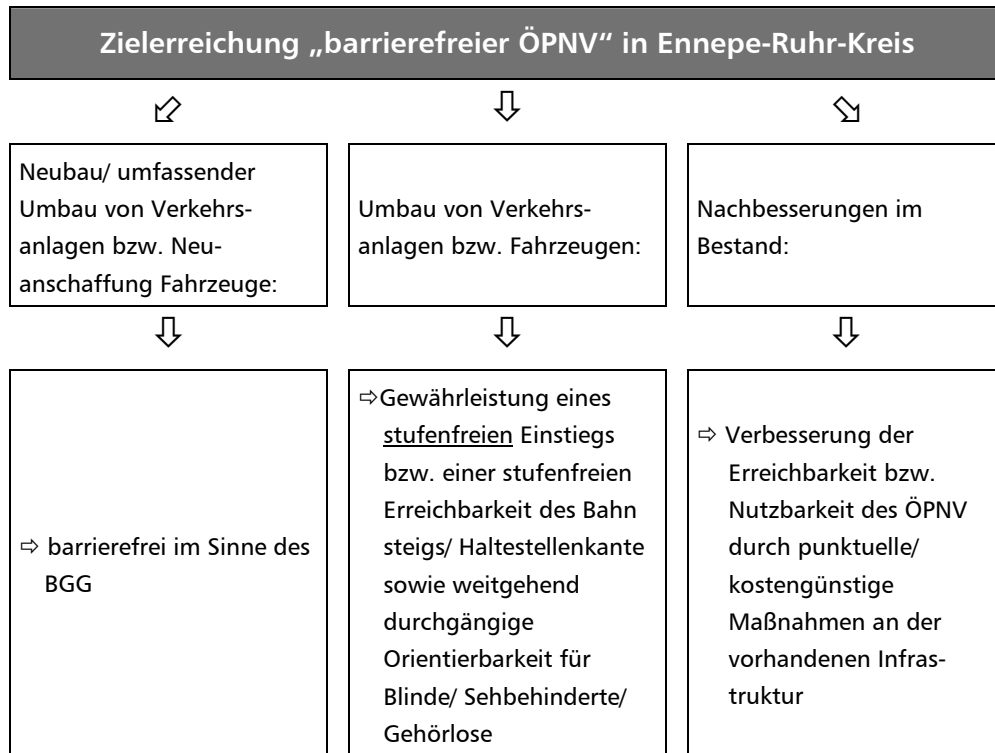 Zielerreichung „barrierefreier ÖPNV“ in Ennepe-Ruhr-Kreis
Neubau/ umfassender
Umbau von Verkehrs-
anlagen bzw. Neu-
anschaffung Fahrzeuge:
Umbau von Verkehrs-
anlagen bzw. Fahrzeugen:
Nachbesserungen im
Bestand:
⇨ barrierefrei im Sinne des
BGG
⇨Gewährleistung eines
stufenfreien Einstiegs
bzw. einer stufenfreien
Erreichbarkeit des Bahn
steigs/ Haltestellenkante
sowie weitgehend
durchgängige
Orientierbarkeit für
Blinde/ Sehbehinderte/
Gehörlose
⇨ Verbesserung der
Erreichbarkeit bzw.
Nutzbarkeit des ÖPNV
durch punktuelle/
kostengünstige
Maßnahmen an der
vorhandenen Infras-
truktur